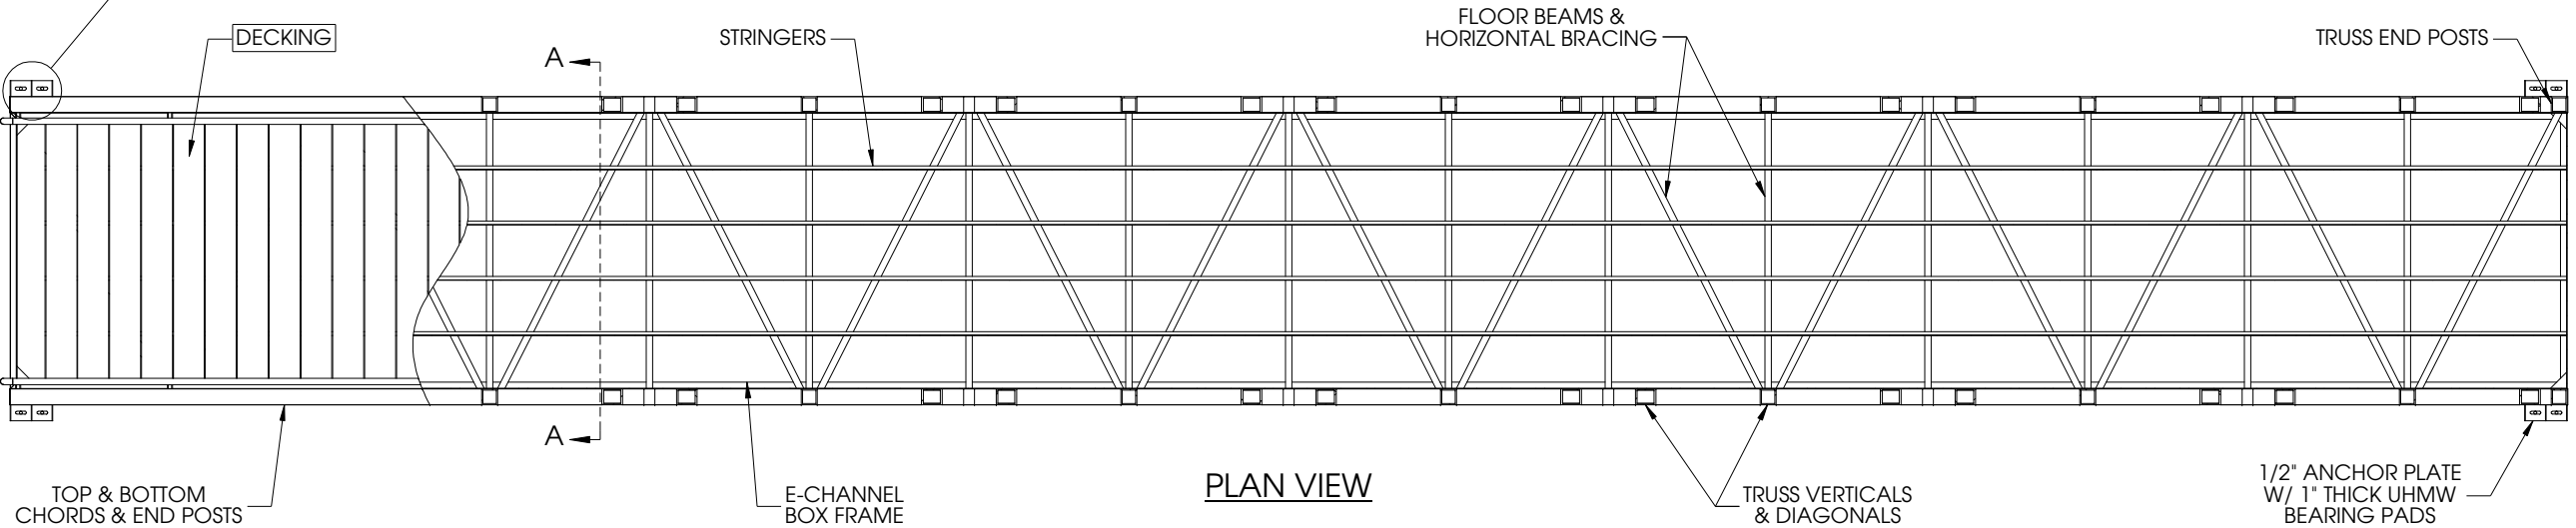 FLOOR BEAMS &
HORIZONTAL BRACING
DECKING
A
STRINGERS
TRUSS END POSTS
A
TOP & BOTTOM
CHORDS & END POSTS
E-CHANNEL
BOX FRAME
PLAN VIEW
TRUSS VERTICALS
& DIAGONALS
1/2" ANCHOR PLATE
W/ 1" THICK UHMW
BEARING PADS